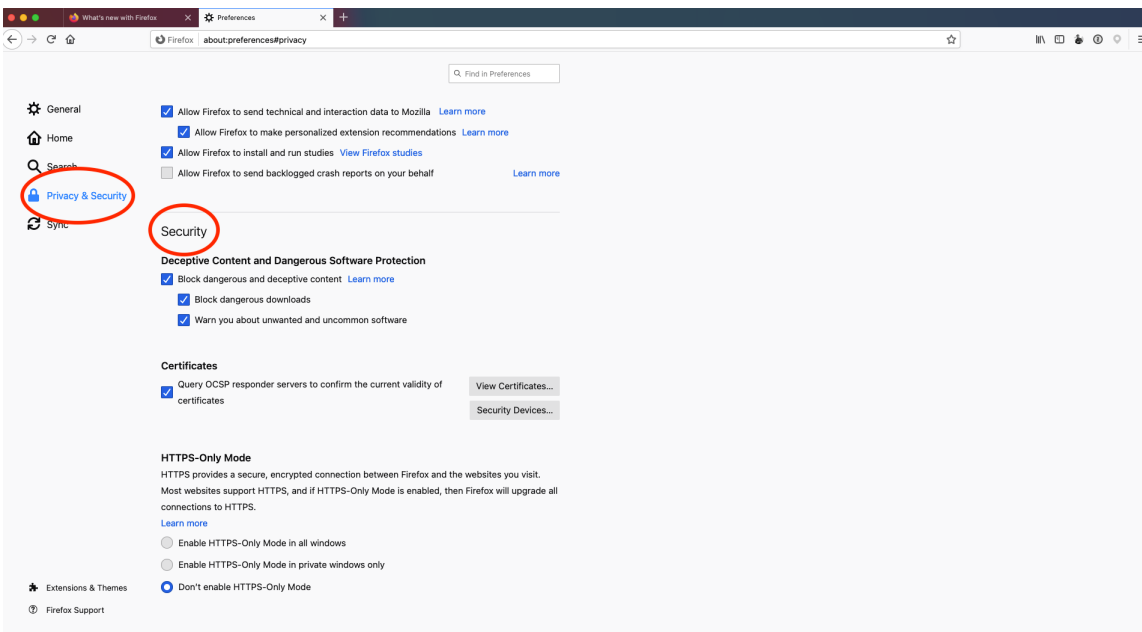 What's new with Firefox
Preferences
Firefox about:preferences#privacy
Find in Preferences
General
Home
Search
Privacy & Security
Sync
Allow Firefox to send technical and interaction data to Mozilla Learn more
Allow Firefox to make personalized extension recommendations Learn more
Allow Firefox to install and run studies View Firefox studies
Allow Firefox to send backlogged crash reports on your behalf Learn more
Security
Deceptive Content and Dangerous Software Protection
Block dangerous and deceptive content Learn more
Block dangerous downloads
Warn you about unwanted and uncommon software
Certificates
Query OCSP responder servers to confirm the current validity of
certificates
View Certificates...
Security Devices...
HTTPS-Only Mode
HTTPS provides a secure, encrypted connection between Firefox and the websites you visit.
Most websites support HTTPS, and if HTTPS-Only Mode is enabled, then Firefox will upgrade all
connections to HTTPS.
Learn more
Enable HTTPS-Only Mode in all windows
Enable HTTPS-Only Mode in private windows only
Don't enable HTTPS-Only Mode
Extensions & Themes
Firefox Support